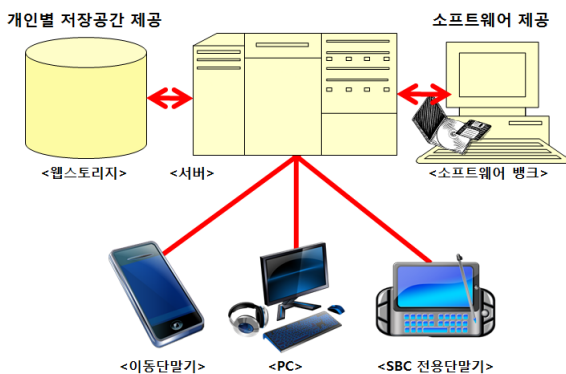 개인별 저장공간 제공
소프트웨어 제공
<웹스토리지>
<서버>
<소프트웨어 뱅크>
<이동단말기>
<PC>
<SBC 전용단말기>